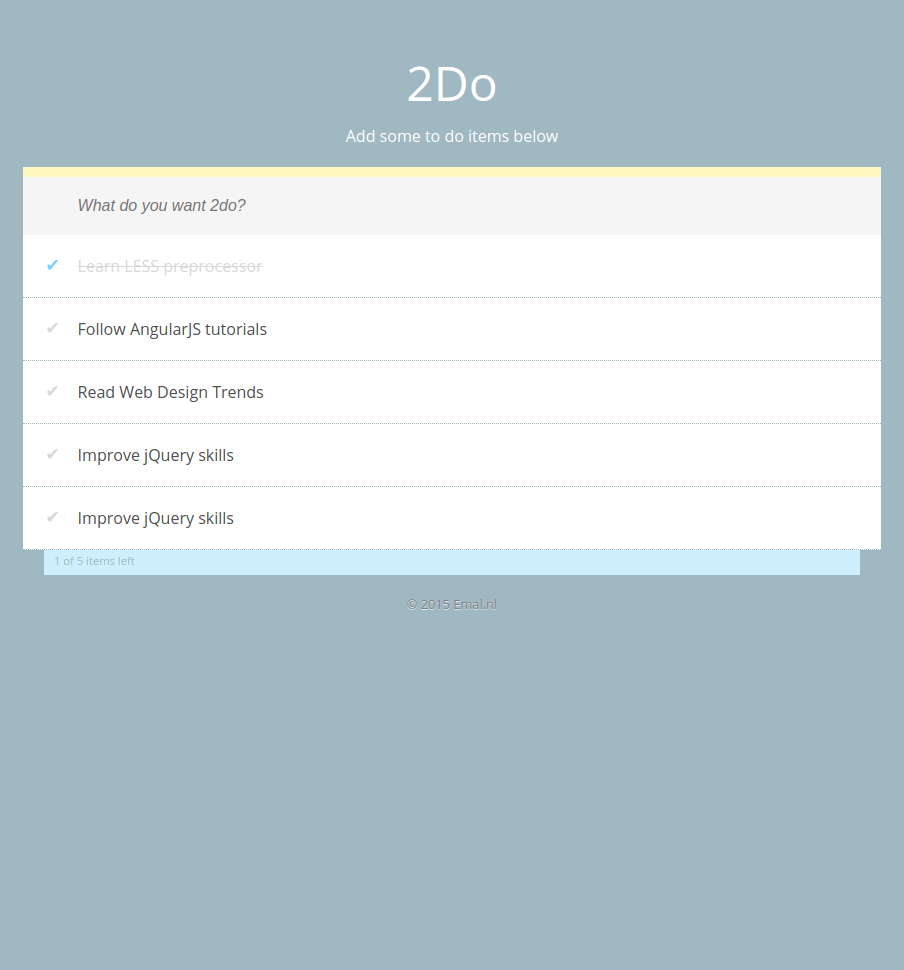 2Do
Add some to do items below
What do you want 2do?
✔ Learn LESS preprocessor
✔ Follow AngularJS tutorials
✔ Read Web Design Trends
✔ Improve jQuery skills
✔ Improve jQuery skills
1 of 5 items left
© 2015 Emal.nl